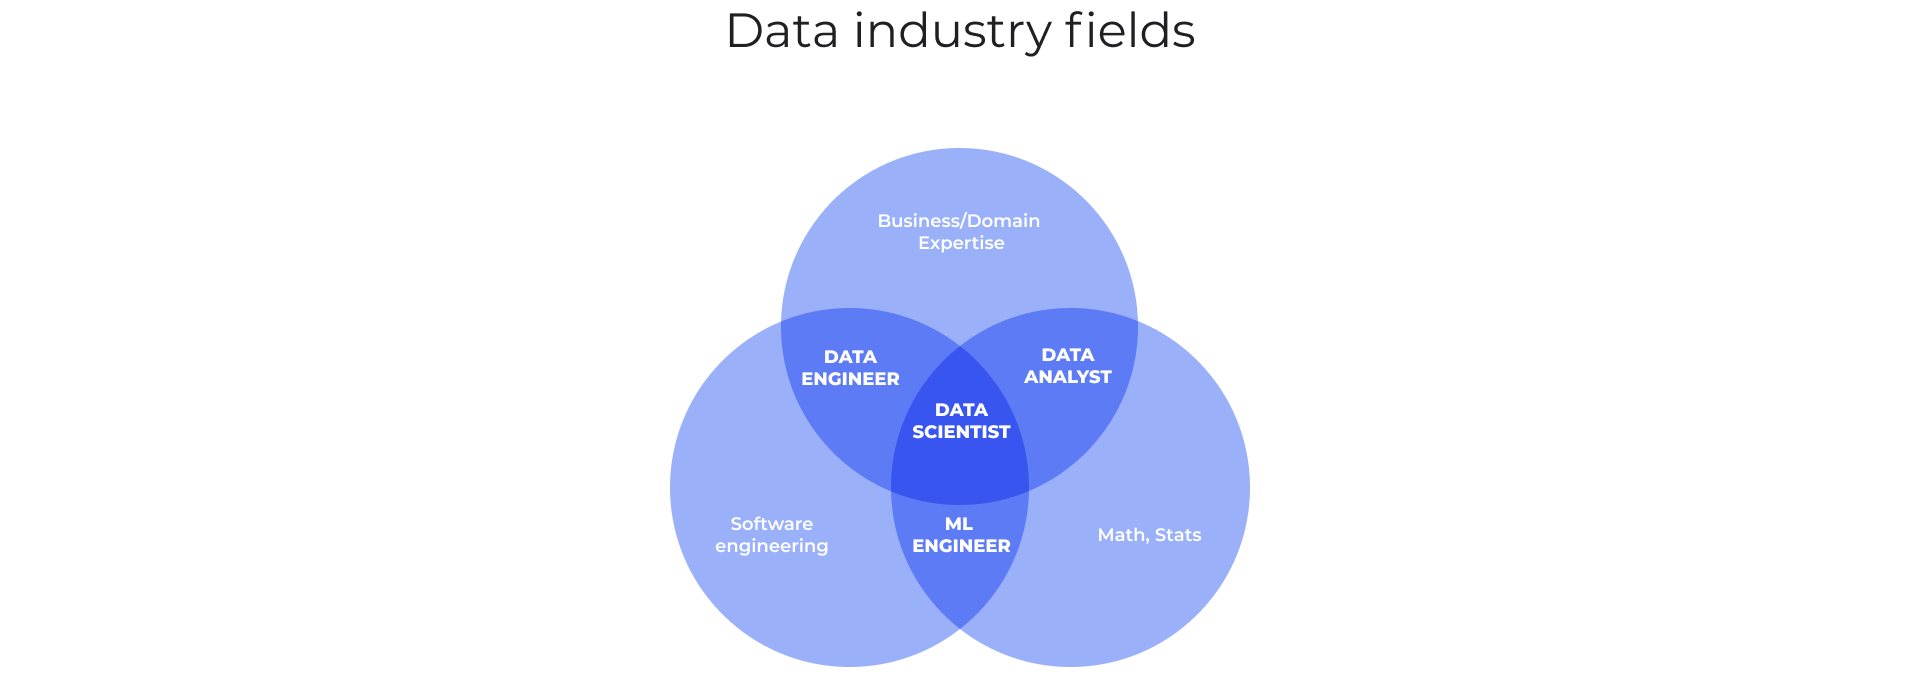 Data industry fields
Business/Domain
Expertise
DATA
ENGINEER
DATA
ANALYST
DATA
SCIENTIST
Software
engineering
ML
ENGINEER
Math, Stats